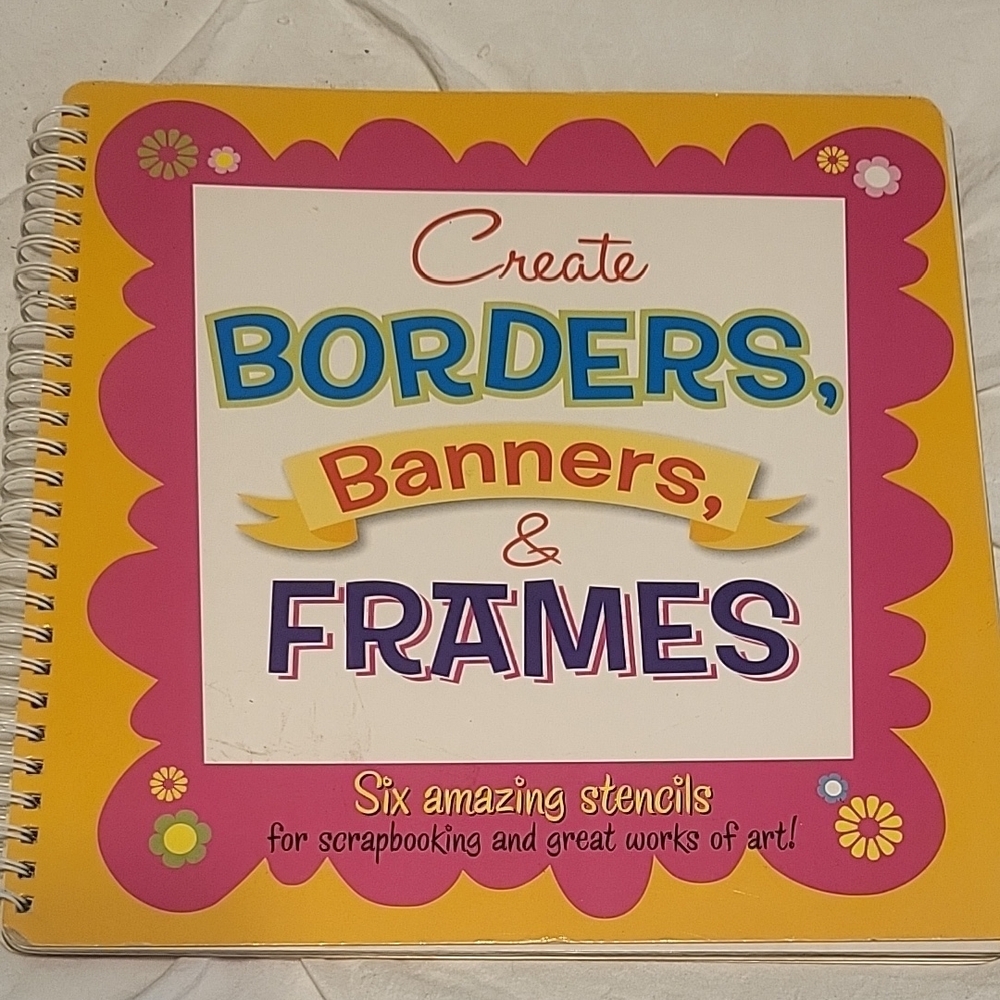 Create
BORDERS,
Banners,
&
FRAMES
Six amazing stencils
for scrapbooking and great works of art!